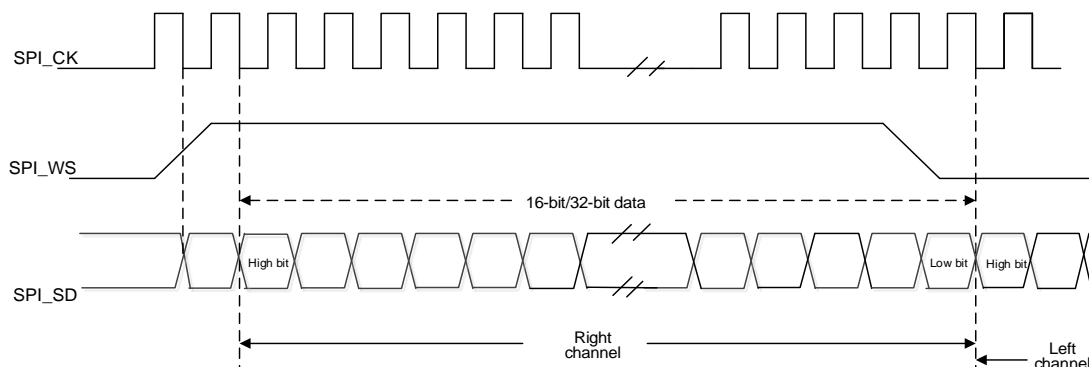 SPI_CK
SPI_WS
16-bit/32-bit data
High bit
Low bit
High bit
SPI_SD
Right
channel
Left
channel